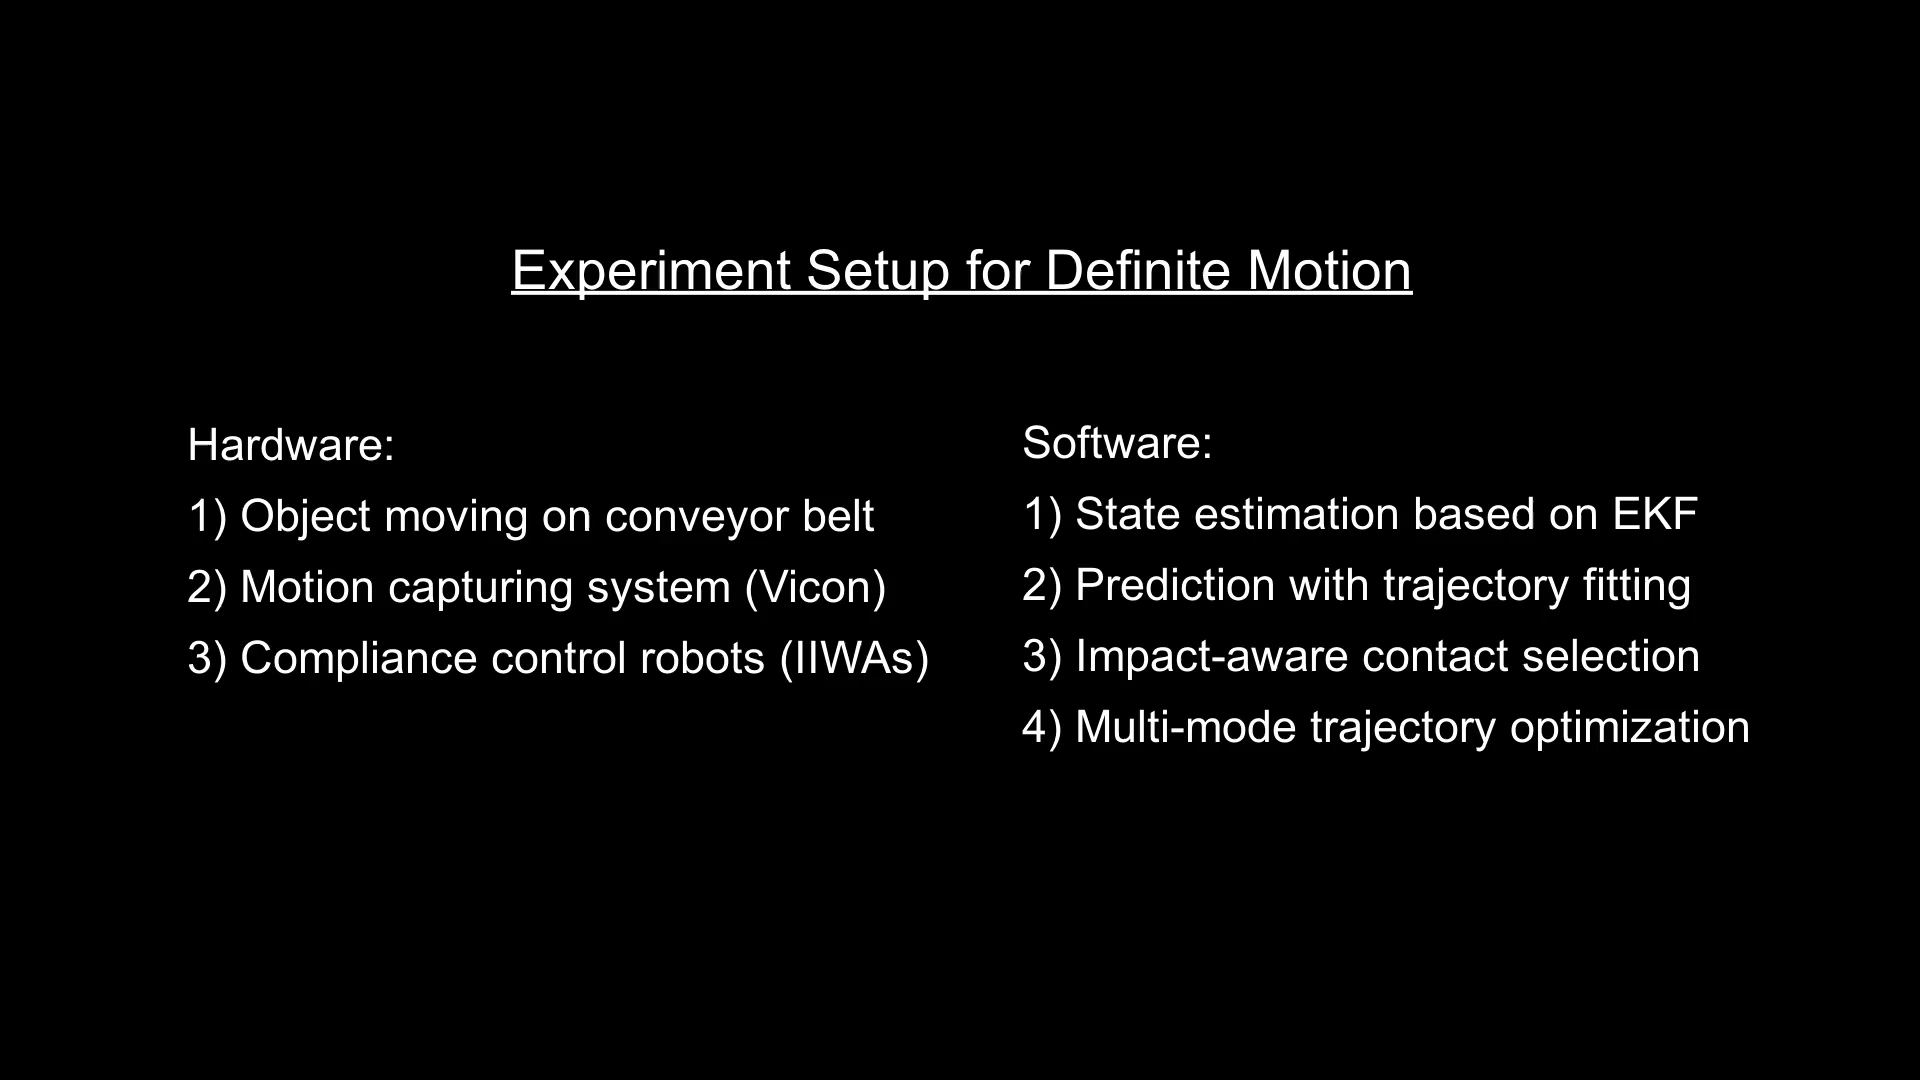 Experiment Setup for Definite Motion
Hardware:
1) Object moving on conveyor belt
2) Motion capturing system (Vicon)
3) Compliance control robots (IIWAs)
Software:
1) State estimation based on EKF
2) Prediction with trajectory fitting
3) Impact-aware contact selection
4) Multi-mode trajectory optimization